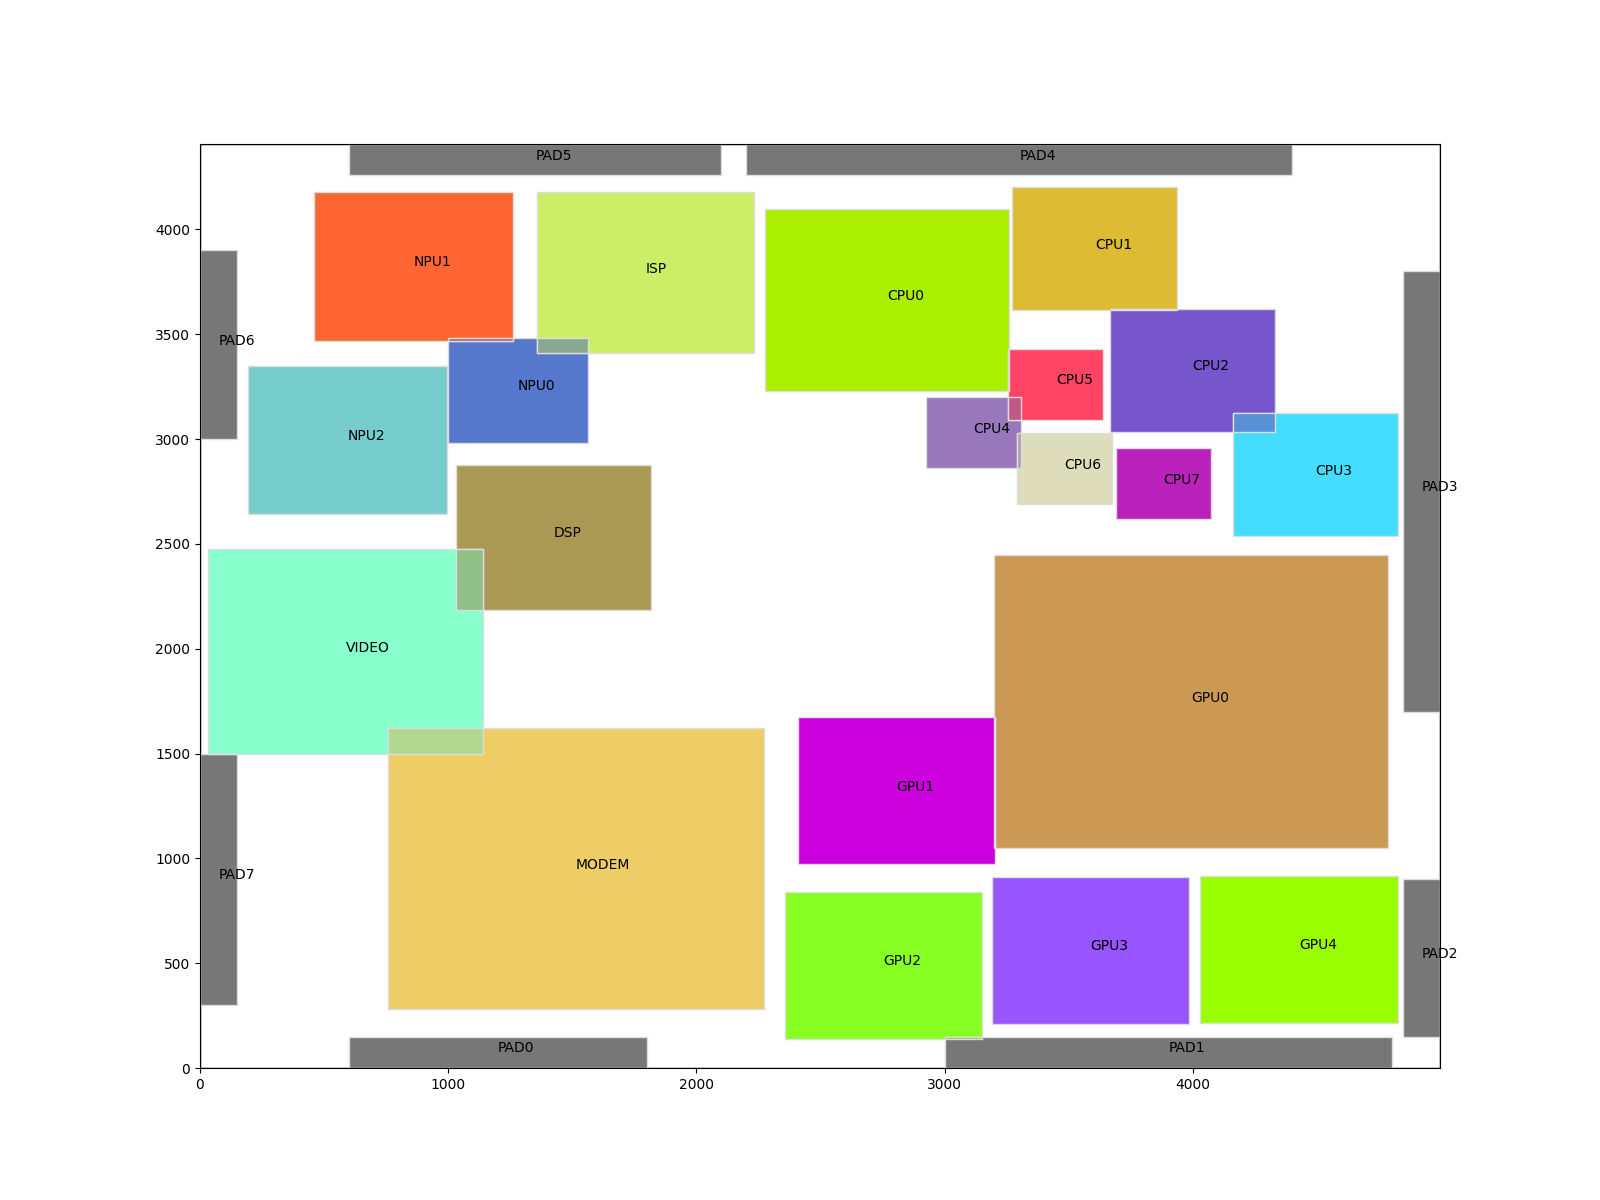 PAD5
PAD4
4000
NPU1
ISP
CPU0
CPU1
3500
PAD6
NPU0
CPU5
CPU2
3000
NPU2
CPU4
CPU6
CPU7
CPU3
PAD3
2500
DSP
2000
VIDEO
GPU0
1500
GPU1
1000
PAD7
MODEM
GPU2
GPU3
GPU4
PAD2
500
PAD0
PAD1
0
0 1000 2000 3000 4000